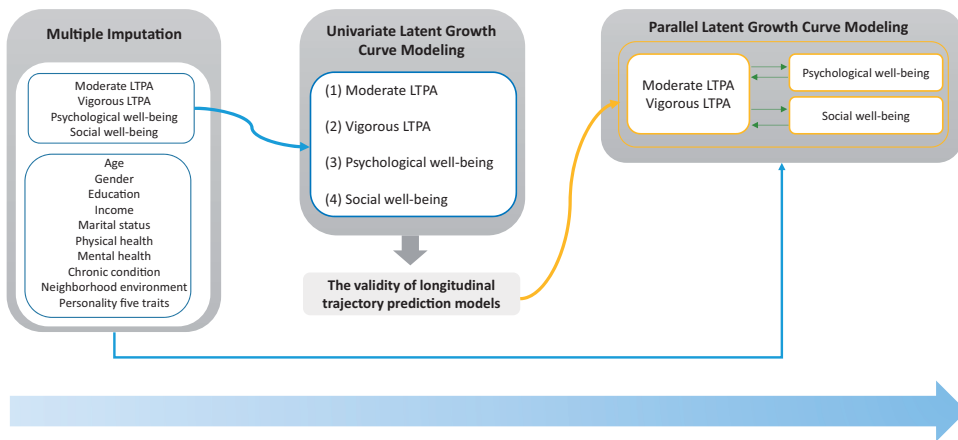 Multiple Imputation
Moderate LTPA
Vigorous LTPA
Psychological well-being
Social well-being
Age
Gender
Education
Income
Marital status
Physical health
Mental health
Chronic condition
Neighborhood environment
Personality five traits
Univariate Latent Growth
Curve Modeling
(1) Moderate LTPA
(2) Vigorous LTPA
(3) Psychological well-being
(4) Social well-being
The validity of longitudinal
trajectory prediction models
Parallel Latent Growth Curve Modeling
Moderate LTPA
Vigorous LTPA
Psychological well-being
Social well-being